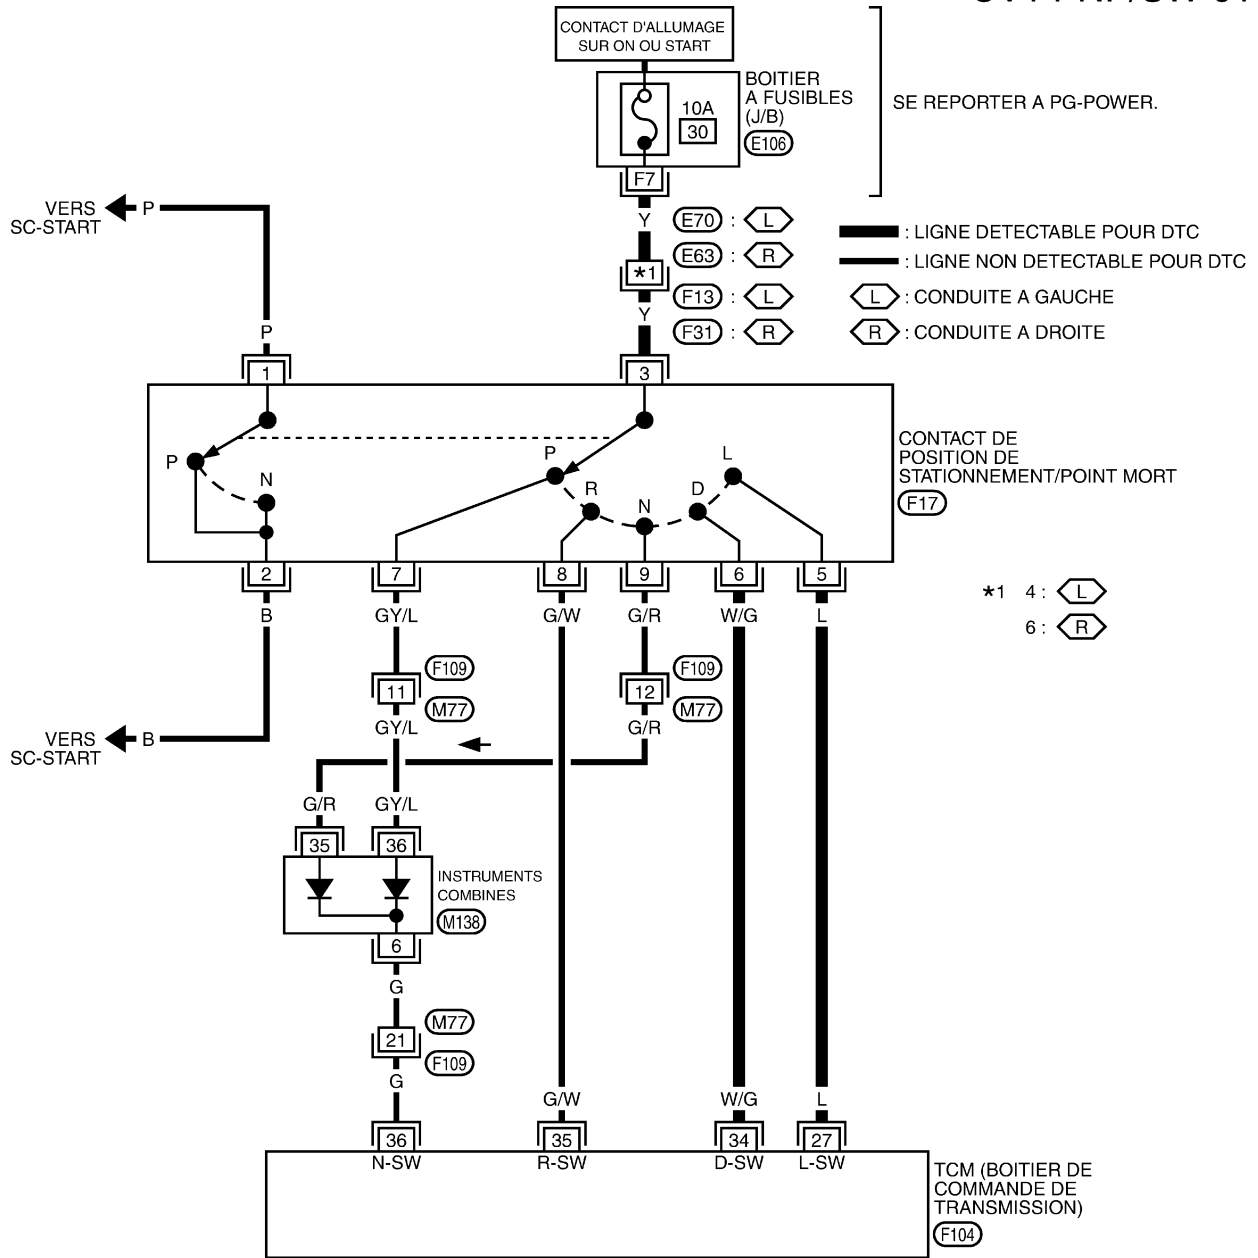 CONTACT D'ALLUMAGE
SUR ON OU START
BOITIER
A FUSIBLES
(J/B)
E106
10A
30
F7
SE REPORTER A PG-POWER.
VERS
SC-START
P
Y
E70 : L
E63 : R
*1
F13 : L
Y
F31 : R
: LIGNE DETECTABLE POUR DTC
: LIGNE NON DETECTABLE POUR DTC
L : CONDUITE A GAUCHE
R : CONDUITE A DROITE
P
1
3
CONTACT DE
POSITION DE
STATIONNEMENT/POINT MORT
F17
P
N
P
R
N
D
L
2
7
8
9
6
5
B
GY/L
G/W
G/R
W/G
L
*1 4 : L
6 : R
F109
11
M77
GY/L
F109
12
M77
G/R
VERS
SC-START
B
G/R
GY/L
35
36
INSTRUMENTS
COMBINES
M138
6
G
M77
21
F109
G
G/W
W/G
L
36
35
34
27
N-SW
R-SW
D-SW
L-SW
TCM (BOITIER DE
COMMANDE DE
TRANSMISSION)
F104